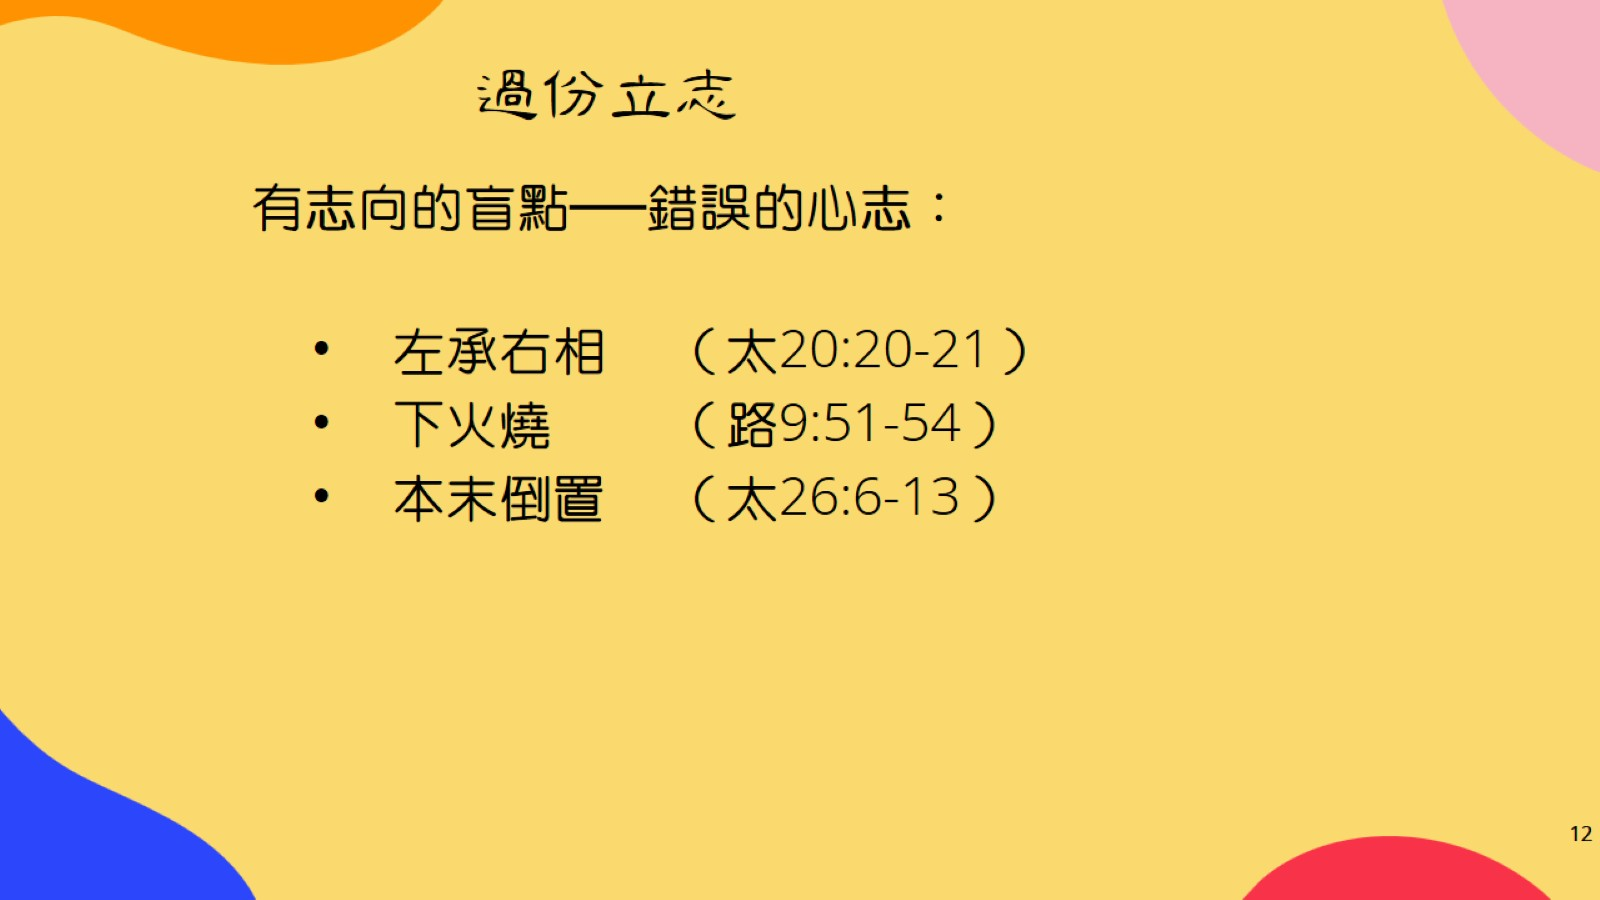 過份立志
有志向的盲點──錯誤的心志：
• 左承右相 （太20:20-21）
• 下火燒 （路9:51-54）
• 本末倒置 （太26:6-13）
12